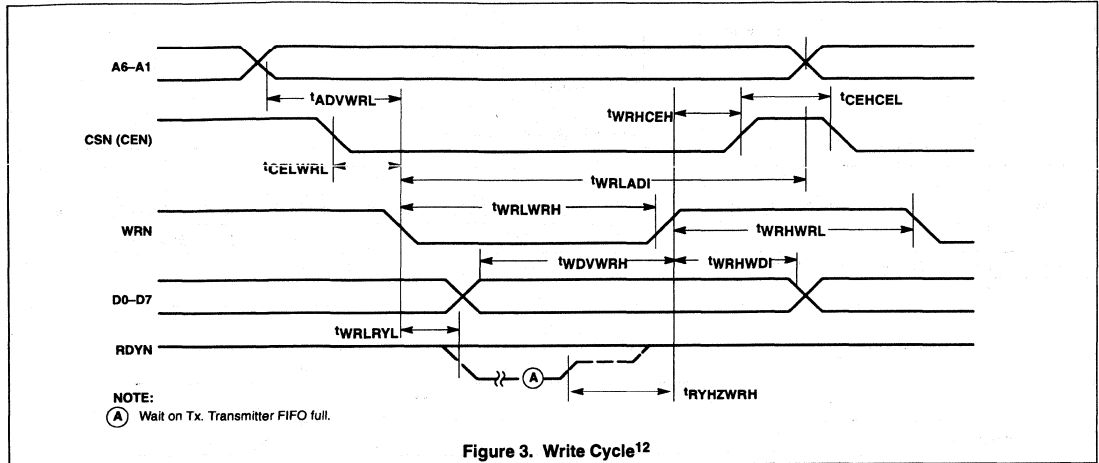 A6–A1
tADVWRL
tWRHCEH
tCEHCEL
CSN (CEN)
tCELWRL
tWRLADI
tWRLWRH
WRN
tWRHWRL
tWDVWRH
tWRHWDI
D0–D7
tWRLRYL
RDYN
A
tRYHZWRH
NOTE:
A Wait on Tx. Transmitter FIFO full.
Figure 3. Write Cycle12